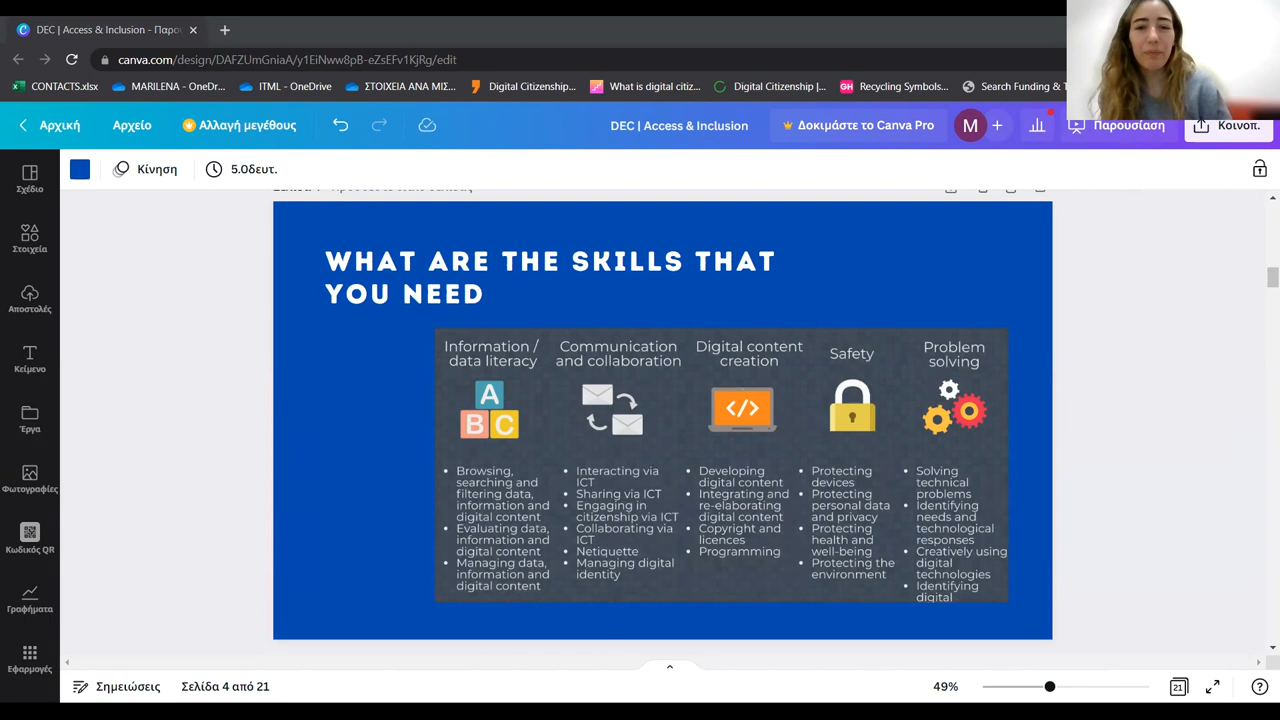 DEC | Access & Inclusion - Παρου
canva.com/design/DAFZUmGniaA/y1EiNww8pB-eZsEFv1KjRg/edit
CONTACTS.xlsx
MARILENA - OneDr...
ITML - OneDrive
ΣΤΟΙΧΕΙΑ ΑΝΑ ΜΙΣ...
Digital Citizenship...
What is digital citiz...
Digital Citizenship |...
GH
Recycling Symbols...
Search Funding & T
Αρχική
Αρχείο
Αλλαγή μεγέθους
DEC | Access & Inclusion
Δοκιμάστε το Canva Pro
M
Παρουσίαση
Κοινοπ.
Κίνηση
5.0δευτ.
Σχέδιο
Στοιχεία
Αποστολές
Κείμενο
Έργα
Φωτογραφίες
Κωδικός QR
Γραφήματα
Εφαρμογές
WHAT ARE THE SKILLS THAT
YOU NEED
Information /
data literacy
A
B C
• Browsing,
searching and
filtering data,
information and
digital content
• Evaluating data,
information and
digital content
• Managing data,
information and
digital content
Communication
and collaboration
• Interacting via
ICT
• Sharing via ICT
• Engaging in
citizenship via ICT
• Collaborating via
ICT
• Netiquette
• Managing digital
identity
Digital content
creation
</>
• Developing
digital content
• Integrating and
re-elaborating
digital content
• Copyright and
licences
• Programming
Safety
• Protecting
devices
• Protecting
personal data
and privacy
• Protecting
health and
well-being
• Protecting the
environment
Problem
solving
• Solving
technical
problems
• Identifying
needs and
technological
responses
• Creatively using
digital
technologies
• Identifying
digital
Σημειώσεις
Σελίδα 4 από 21
49%
21
?